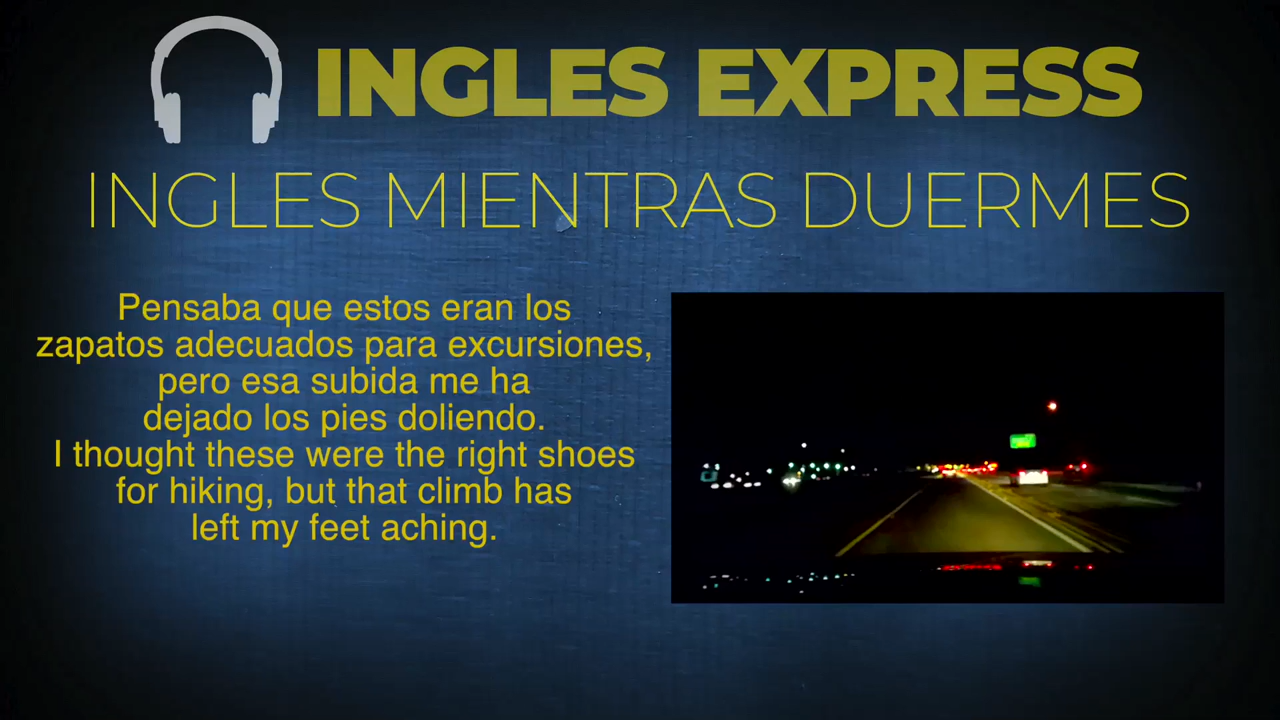 INGLES EXPRESS
INGLES MIENTRAS DUERMES
Pensaba que estos eran los
zapatos adecuados para excursiones,
pero esa subida me ha
dejado los pies doliendo.
I thought these were the right shoes
for hiking, but that climb has
left my feet aching.